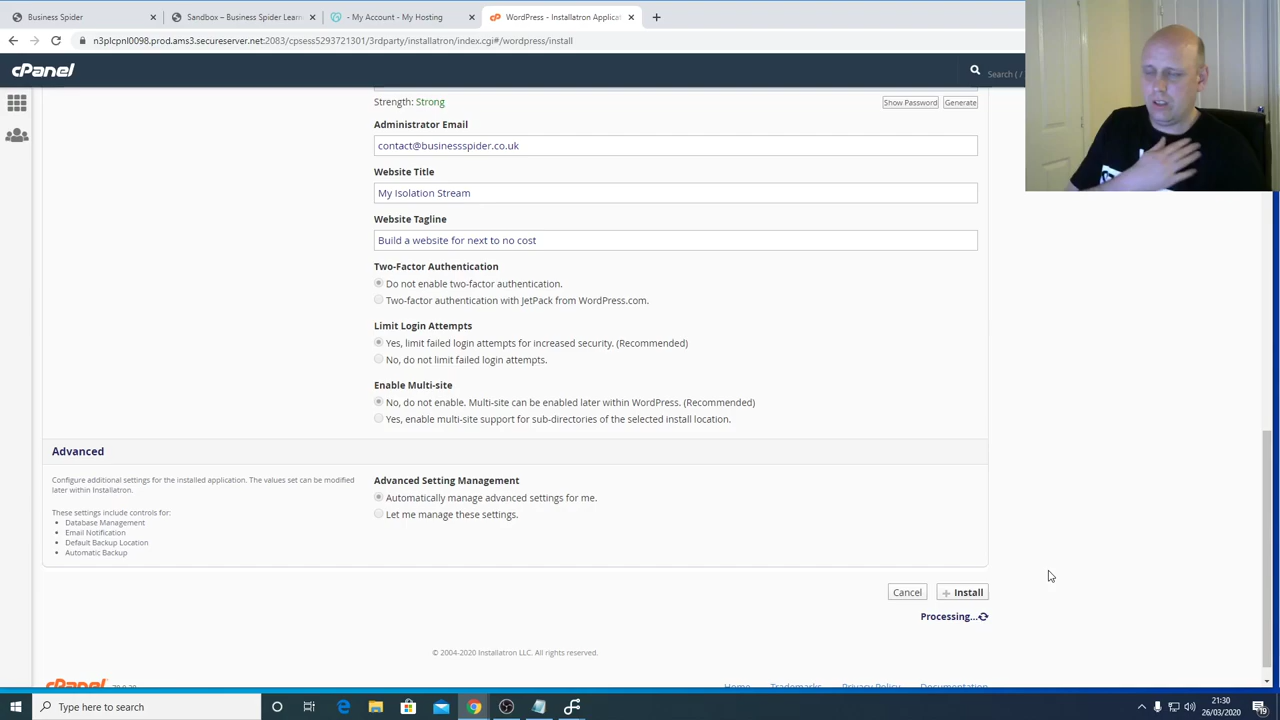 Business Spider
Sandbox – Business Spider Learn
- My Account - My Hosting
WordPress - Installatron Applica
n3plcpnl0098.prod.ams3.secureserver.net:2083/cpsess5293721301/3rdparty/installatron/index.cgi#/wordpress/install
cPanel
Search ( /
Strength: Strong
Show Password
Generate
Administrator Email
contact@businessspider.co.uk
Website Title
My Isolation Stream
Website Tagline
Build a website for next to no cost
Two-Factor Authentication
Do not enable two-factor authentication.
Two-factor authentication with JetPack from WordPress.com.
Limit Login Attempts
Yes, limit failed login attempts for increased security. (Recommended)
No, do not limit failed login attempts.
Enable Multi-site
No, do not enable. Multi-site can be enabled later within WordPress. (Recommended)
Yes, enable multi-site support for sub-directories of the selected install location.
Advanced
Configure additional settings for the installed application. The values set can be modified
later within Installatron.
These settings include controls for:
• Database Management
• Email Notification
• Default Backup Location
• Automatic Backup
Advanced Setting Management
Automatically manage advanced settings for me.
Let me manage these settings.
Cancel
+ Install
Processing...
© 2004-2020 Installatron LLC. All rights reserved.
cPanel
Home
Trademarks
Privacy Policy
Documentation
Type here to search
21:30
26/03/2020
19